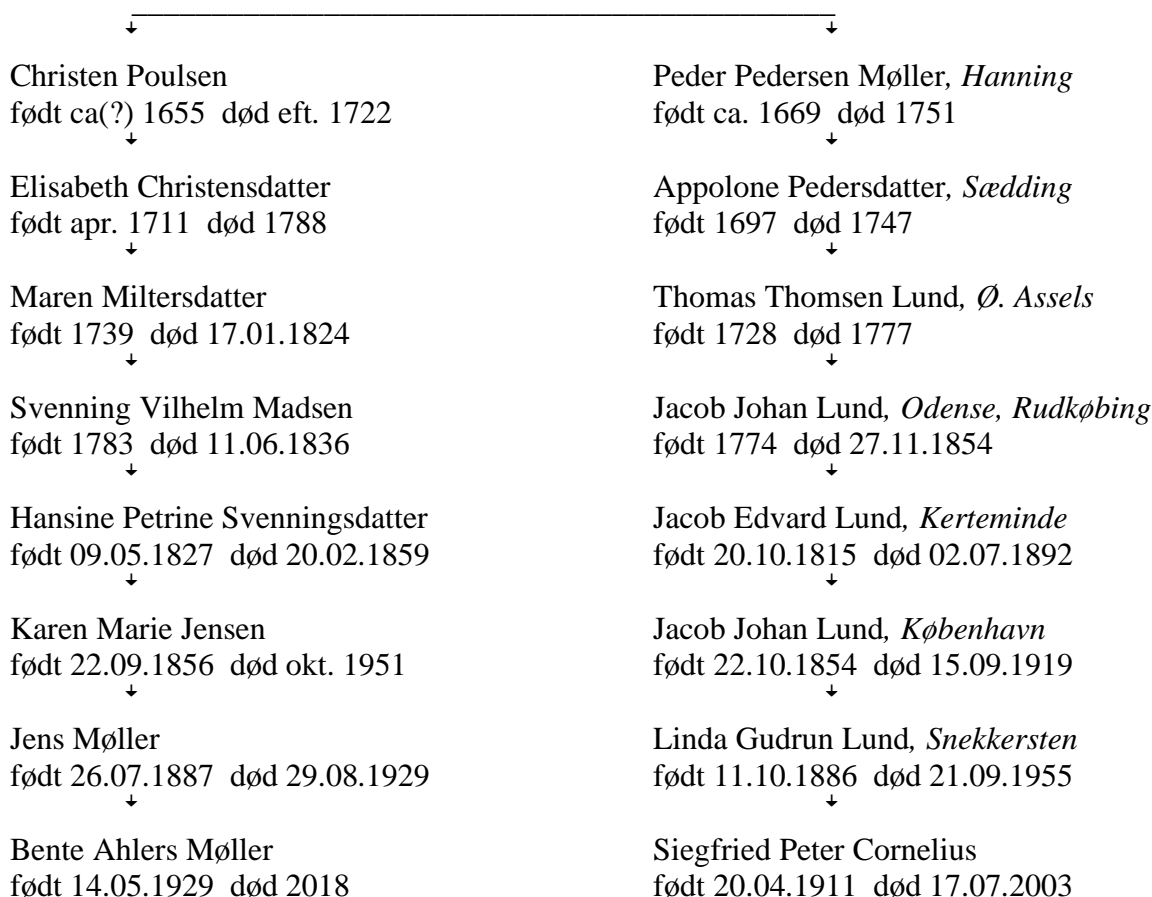 Christen Poulsen
født ca(?) 1655  død eft. 1722
Elisabeth Christensdatter
født apr. 1711  død 1788
Maren Miltersdatter
født 1739  død 17.01.1824
Svenning Vilhelm Madsen
født 1783  død 11.06.1836
Hansine Petrine Svenningsdatter
født 09.05.1827  død 20.02.1859
Karen Marie Jensen
født 22.09.1856  død okt. 1951
Jens Møller
født 26.07.1887  død 29.08.1929
Bente Ahlers Møller
født 14.05.1929  død 2018
Peder Pedersen Møller, Hanning
født ca. 1669  død 1751
Appolone Pedersdatter, Sædding
født 1697  død 1747
Thomas Thomsen Lund, Ø. Assels
født 1728  død 1777
Jacob Johan Lund, Odense, Rudkøbing
født 1774  død 27.11.1854
Jacob Edvard Lund, Kerteminde
født 20.10.1815  død 02.07.1892
Jacob Johan Lund, København
født 22.10.1854  død 15.09.1919
Linda Gudrun Lund, Snekkersten
født 11.10.1886  død 21.09.1955
Siegfried Peter Cornelius
født 20.04.1911  død 17.07.2003